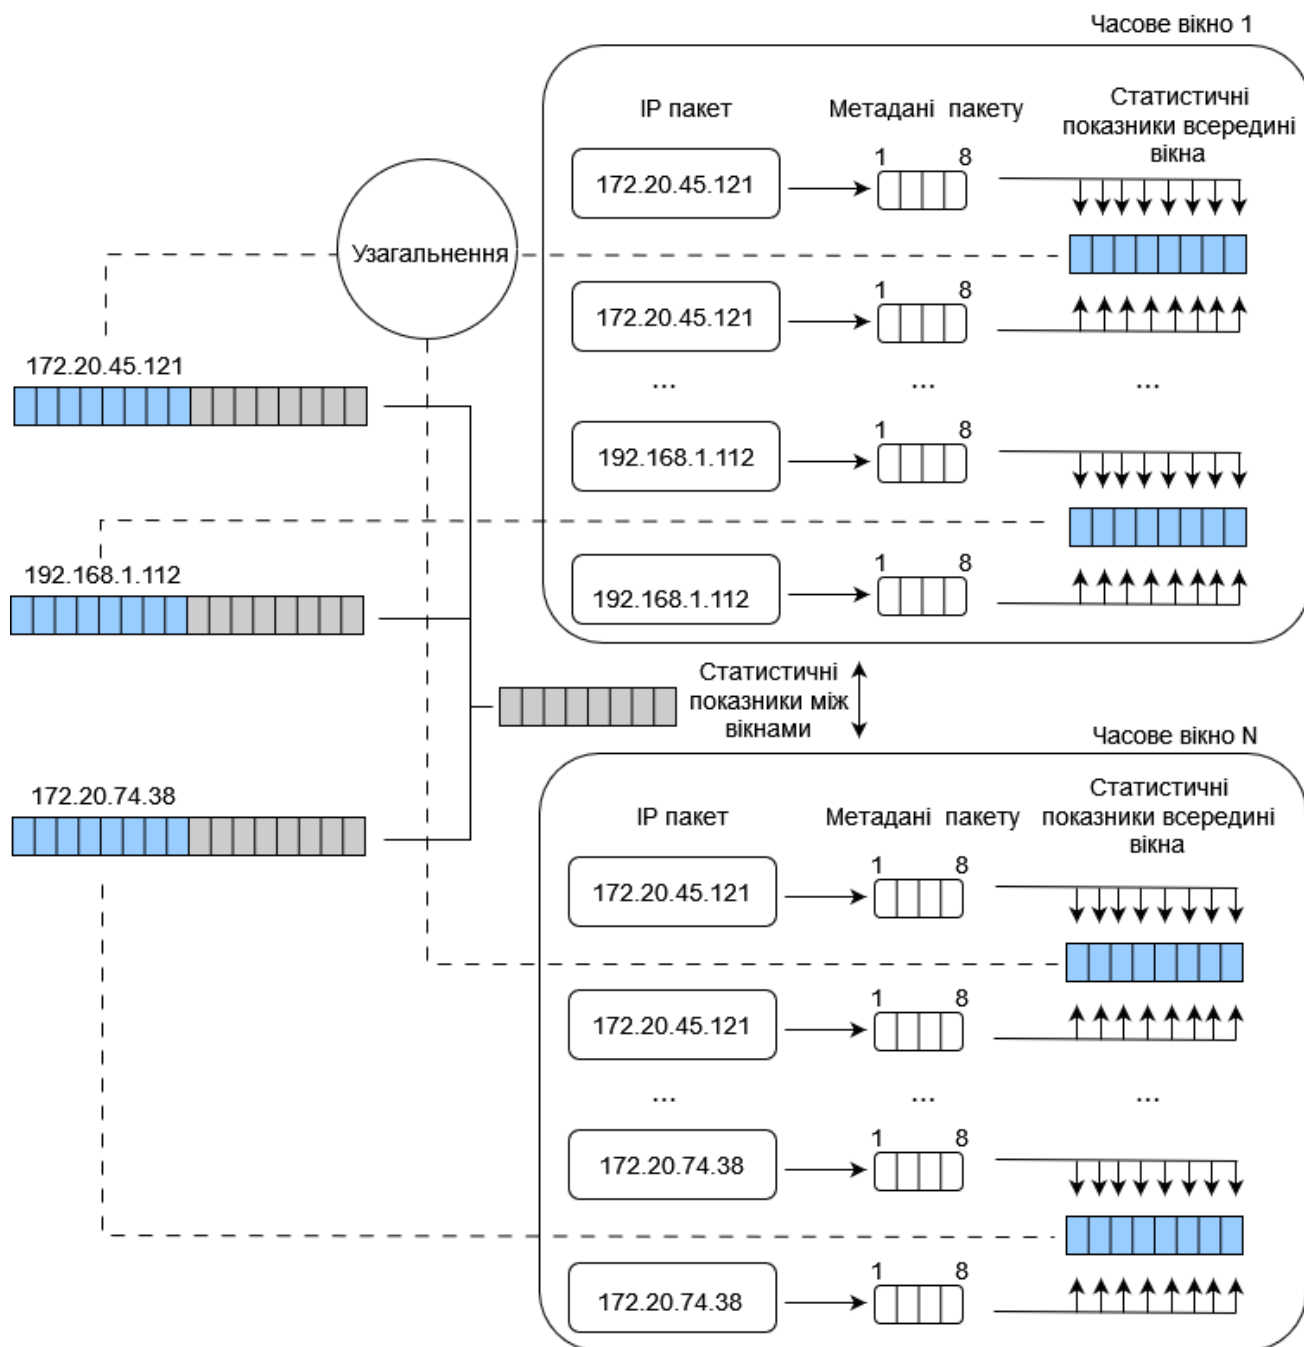 Часове вікно 1
IP пакет
Метадані пакету
Статистичні
показники всередині
вікна
172.20.45.121
1 8
Узагальнення
172.20.45.121
1 8
172.20.45.121
...
...
...
192.168.1.112
1 8
192.168.1.112
192.168.1.112
1 8
Статистичні
показники між
вікнами
Часове вікно N
172.20.74.38
IP пакет
Метадані пакету
Статистичні
показники всередині
вікна
172.20.45.121
1 8
172.20.45.121
1 8
...
...
...
172.20.74.38
1 8
172.20.74.38
1 8